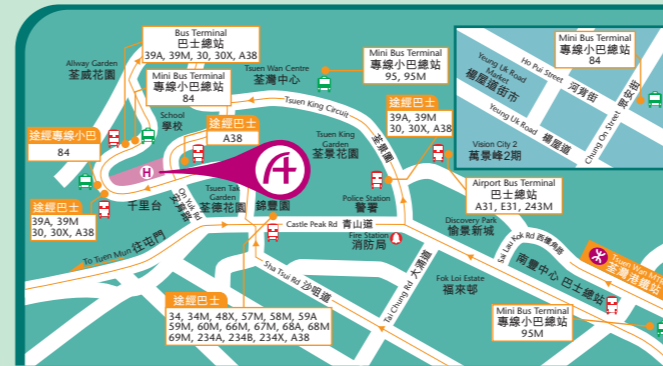 Bus Terminal
巴士總站
39A, 39M, 30, 30X, A38
Allway Garden
荃威花園
Mini Bus Terminal
專線小巴總站
84
School
學校
途經專線小巴
84
途經巴士
A38
Tsuen Wan Centre
荃灣中心
Mini Bus Terminal
專線小巴總站
95, 95M
Tsuen King Circuit
荃景圍
途經巴士
39A, 39M
30, 30X, A38
Tsuen King
Garden
荃景花園
Mini Bus Terminal
專線小巴總站
84
Yeung Uk Road
Market
楊屋道街市
Ho Pui Street 河背街
Yeung Uk Road 楊屋道
Chung On Street 眾安街
Vision City 2
萬景峰2期
Airport Bus Terminal
巴士總站
A31, E31, 243M
H
千里台
途經巴士
39A, 39M
30, 30X, A38
On Yuk Rd
安育路
Tsuen Tak
Garden
荃德花園
錦豐園
Police Station
警署
Castle Peak Rd 青山道
Fire Station
消防局
Discovery Park
愉景新城
Sai Lau Kok Rd 西樓角路
Tsuen Wan MTR
荃灣港鐵站
南豐中心 巴士總站
To Tuen Mun 往屯門
Sha Tsui Rd 沙咀道
Tai Chung Rd 大涌道
Fok Loi Estate
福來邨
途經巴士
34, 34M, 48X, 57M, 58M, 59A
59M, 60M, 66M, 67M, 68A, 68M
69M, 234A, 234B, 234X, A38
Mini Bus Terminal
專線小巴總站
95M